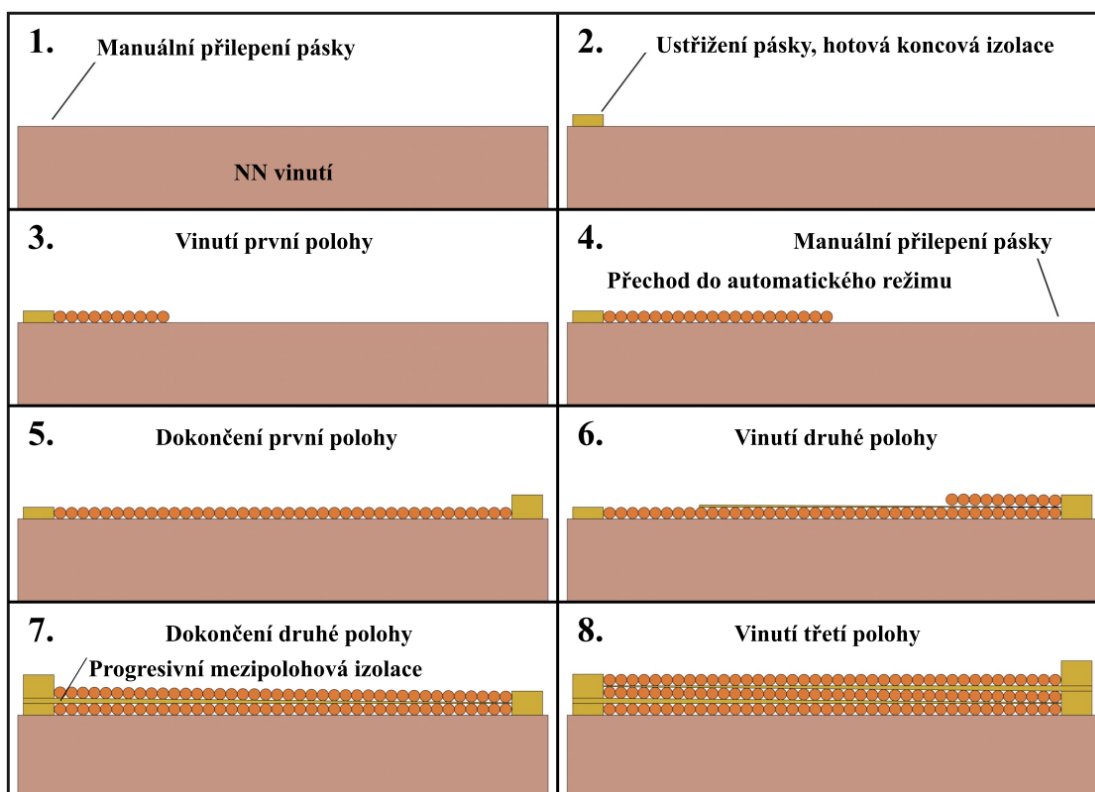 1.
Manuální přilepení pásky
NN vinutí
2.
Ustřižení pásky, hotová koncová izolace
3.
Vinutí první polohy
4.
Manuální přilepení pásky
Přechod do automatického režimu
5.
Dokončení první polohy
6.
Vinutí druhé polohy
7.
Dokončení druhé polohy
Progresivní mezipolohová izolace
8.
Vinutí třetí polohy